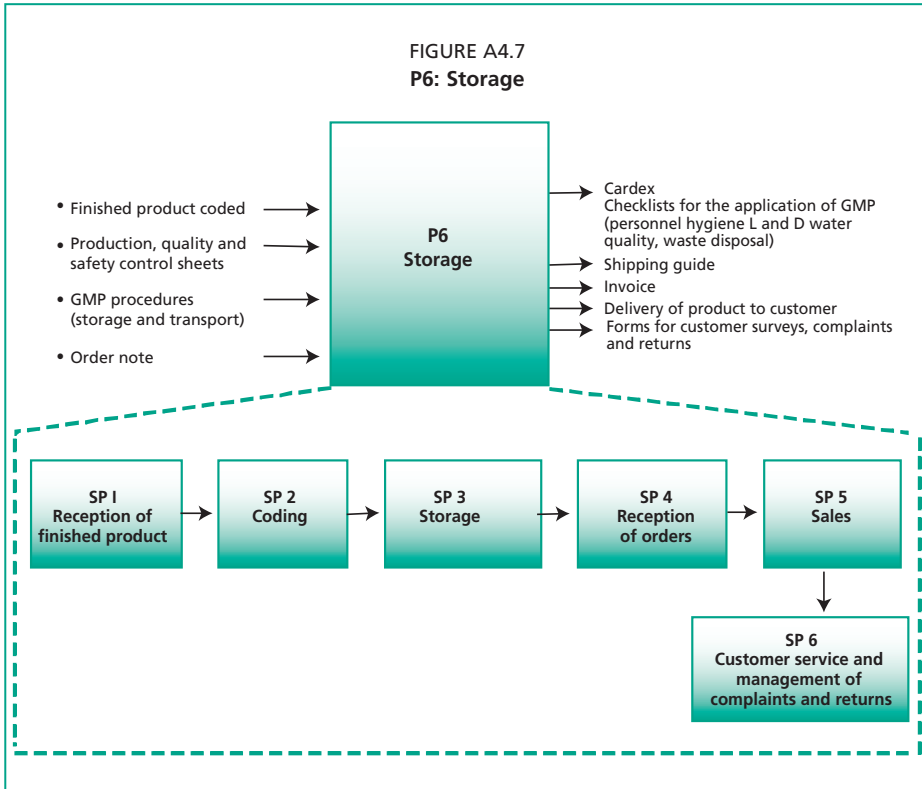 FIGURE A4.7
P6: Storage
• Finished product coded
• Production, quality and
safety control sheets
• GMP procedures
(storage and transport)
• Order note
P6
Storage
Cardex
Checklists for the application of GMP
(personnel hygiene L and D water
quality, waste disposal)
Shipping guide
Invoice
Delivery of product to customer
Forms for customer surveys, complaints
and returns
SP I
Reception of
finished product
SP 2
Coding
SP 3
Storage
SP 4
Reception
of orders
SP 5
Sales
SP 6
Customer service and
management of
complaints and returns